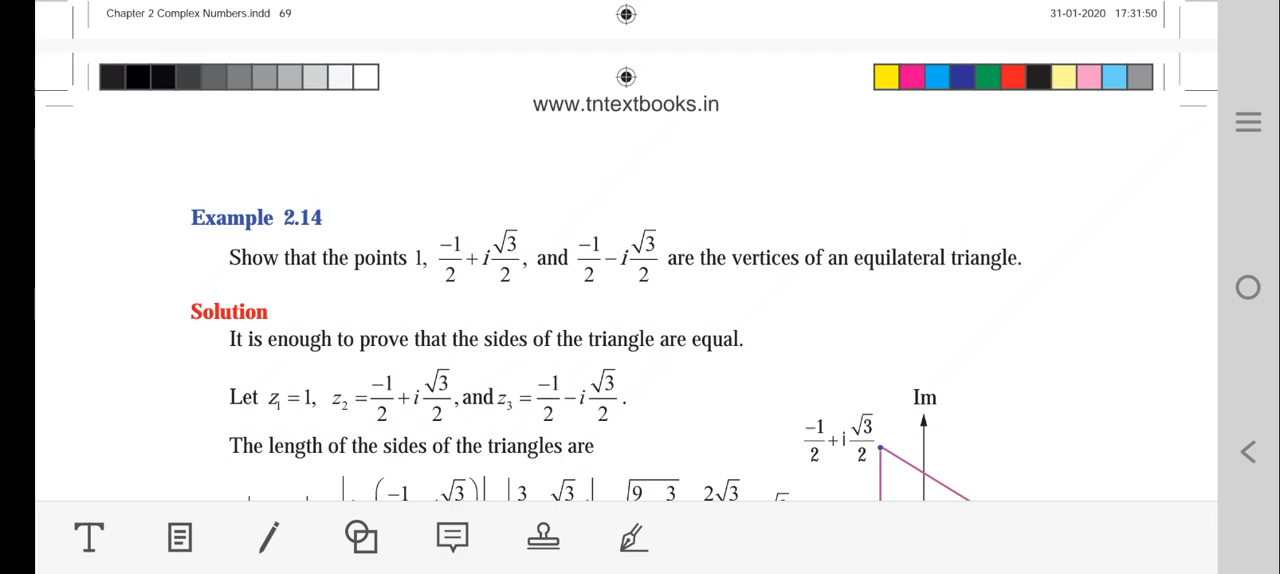 Chapter 2 Complex Numbers.indd 69 31-01-2020 17:31:50
www.tntextbooks.in
Example 2.14
Show that the points 1, −1/2 + i√3/2, and −1/2 − i√3/2 are the vertices of an equilateral triangle.
Solution
It is enough to prove that the sides of the triangle are equal.
Let z₁ = 1, z₂ = −1/2 + i√3/2, and z₃ = −1/2 − i√3/2.
Im
−1/2 + i√3/2
The length of the sides of the triangles are
T